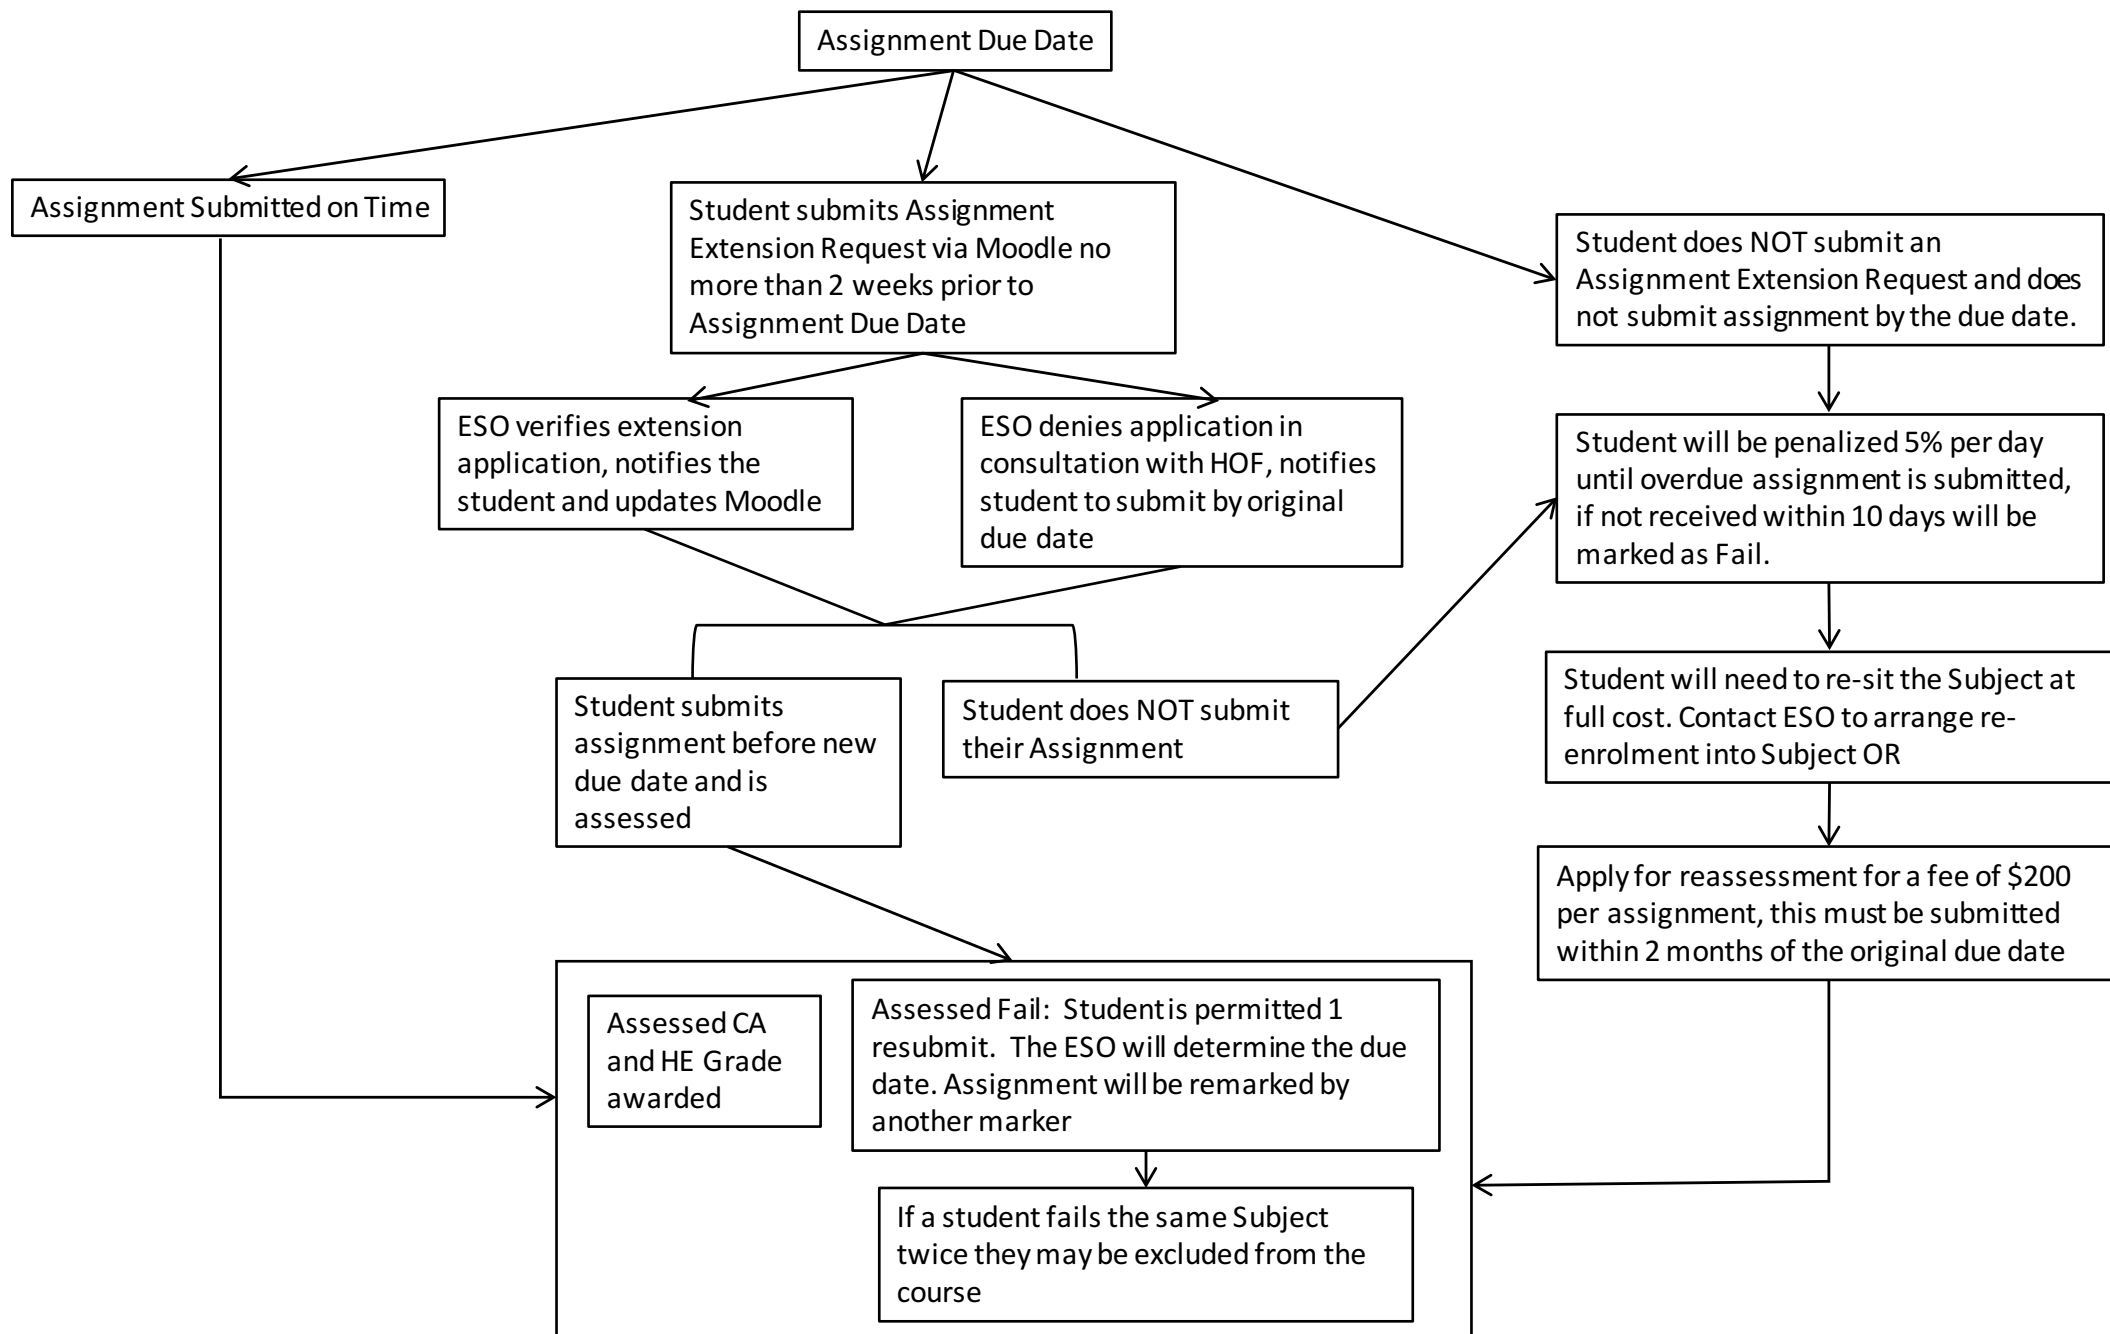 Assignment Due Date
Assignment Submitted on Time
Student submits Assignment
Extension Request via Moodle no
more than 2 weeks prior to
Assignment Due Date
Student does NOT submit an
Assignment Extension Request and does
not submit assignment by the due date.
ESO verifies extension
application, notifies the
student and updates Moodle
ESO denies application in
consultation with HOF, notifies
student to submit by original
due date
Student will be penalized 5% per day
until overdue assignment is submitted,
if not received within 10 days will be
marked as Fail.
Student submits
assignment before new
due date and is
assessed
Student does NOT submit
their Assignment
Student will need to re-sit the Subject at
full cost. Contact ESO to arrange re-
enrolment into Subject OR
Apply for reassessment for a fee of $200
per assignment, this must be submitted
within 2 months of the original due date
Assessed CA
and HE Grade
awarded
Assessed Fail: Student is permitted 1
resubmit. The ESO will determine the due
date. Assignment will be remarked by
another marker
If a student fails the same Subject
twice they may be excluded from the
course